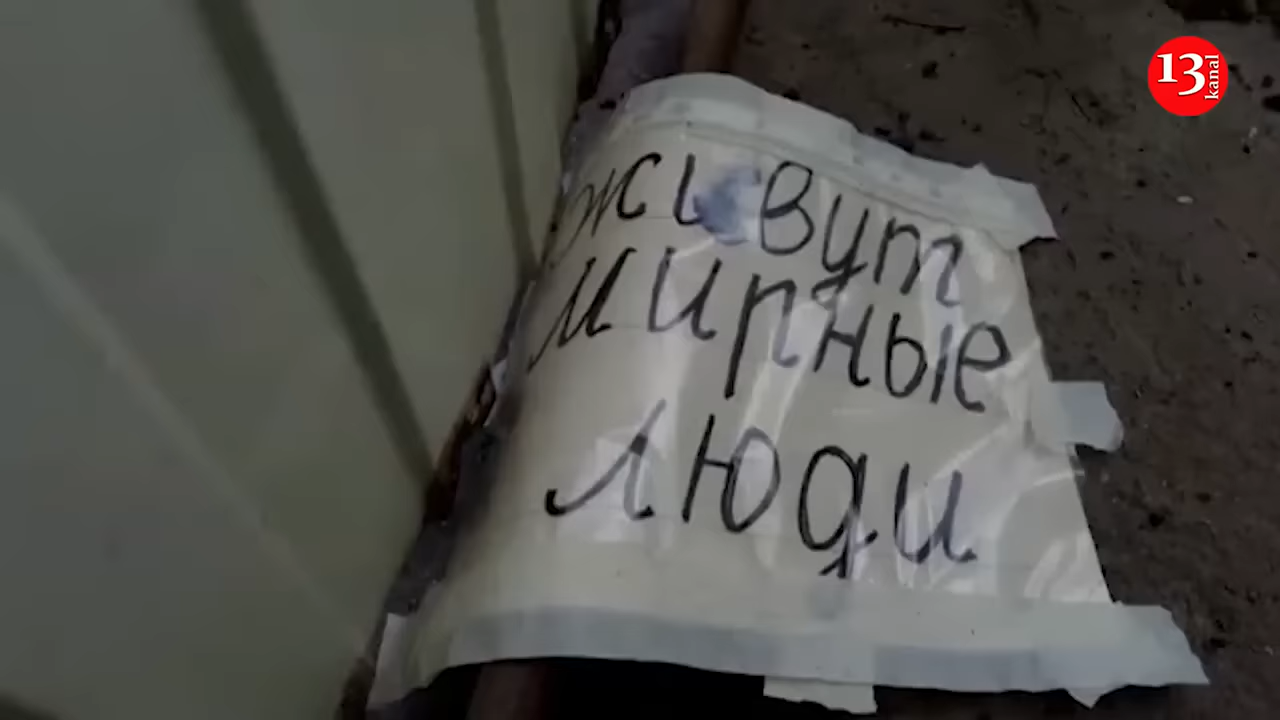 13 kanal
живут
мирные
люди